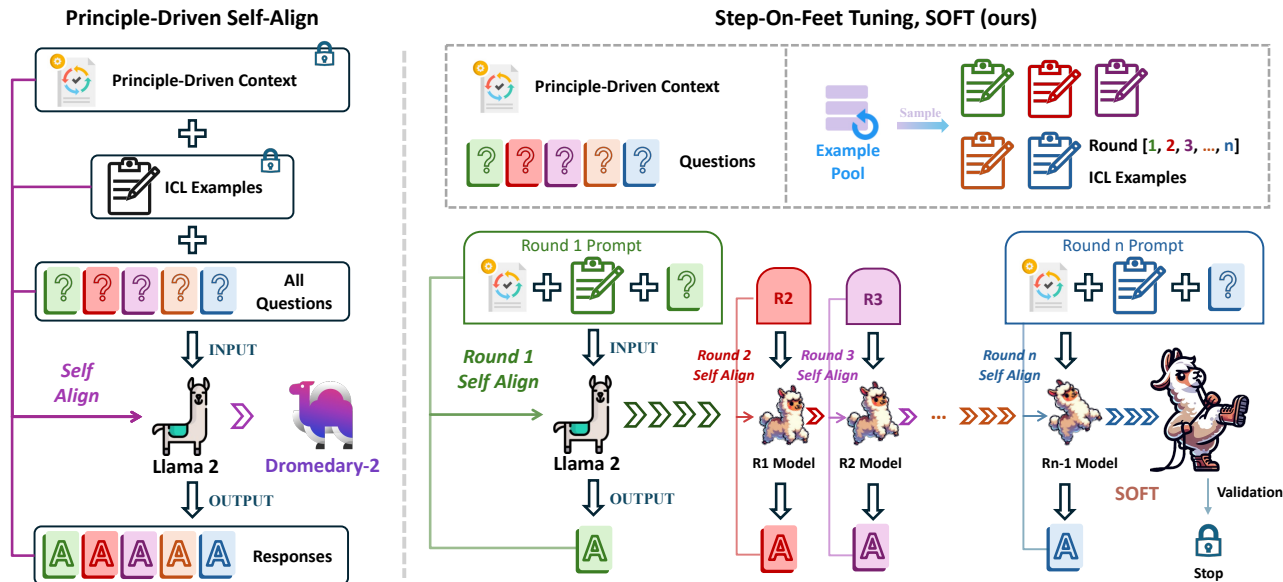 Principle-Driven Self-Align
Principle-Driven Context
ICL Examples
All
Questions
INPUT
Self
Align
Llama 2
Dromedary-2
OUTPUT
A A A A A Responses
Step-On-Feet Tuning, SOFT (ours)
Principle-Driven Context
? ? ? ? ? Questions
Example
Pool
Sample
Round [1, 2, 3, ..., n]
ICL Examples
Round 1 Prompt
INPUT
Round 1
Self Align
Llama 2
OUTPUT
A
R2
Round 2
Self Align
R1 Model
A
R3
Round 3
Self Align
R2 Model
A
...
Round n Prompt
Round n
Self Align
Rn-1 Model
A
SOFT
Validation
Stop